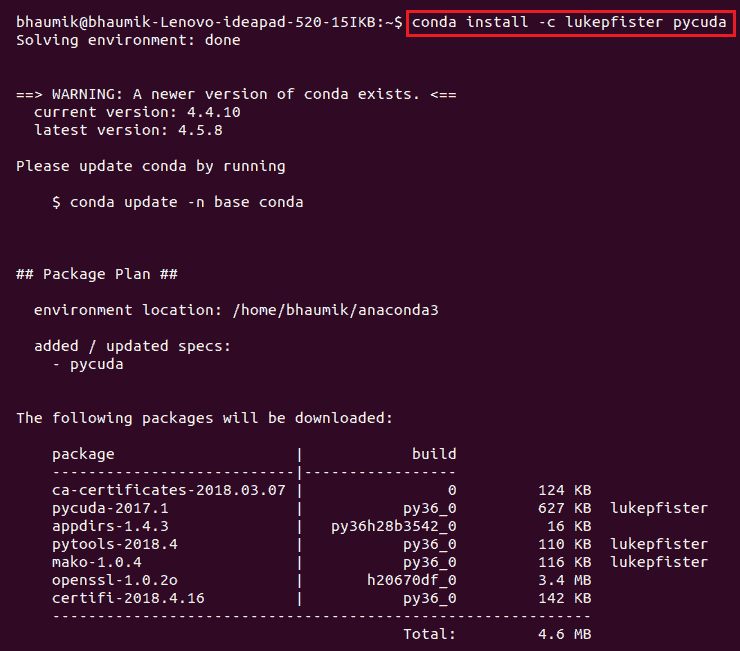 bhaumik@bhaumik-Lenovo-ideapad-520-15IKB:~$ conda install -c lukepfister pycuda
Solving environment: done
==> WARNING: A newer version of conda exists. <==
  current version: 4.4.10
  latest version: 4.5.8
Please update conda by running
    $ conda update -n base conda
## Package Plan ##
  environment location: /home/bhaumik/anaconda3
  added / updated specs:
    - pycuda
The following packages will be downloaded:
    package                    |            build
    ---------------------------|-----------------
    ca-certificates-2018.03.07 |                0         124 KB
    pycuda-2017.1              |           py36_0         627 KB  lukepfister
    appdirs-1.4.3              |   py36h28b3542_0          16 KB
    pytools-2018.4             |           py36_0         110 KB  lukepfister
    mako-1.0.4                 |           py36_0         116 KB  lukepfister
    openssl-1.0.2o             |       h20670df_0         3.4 MB
    certifi-2018.4.16          |           py36_0         142 KB
    ------------------------------------------------------------
                                           Total:         4.6 MB